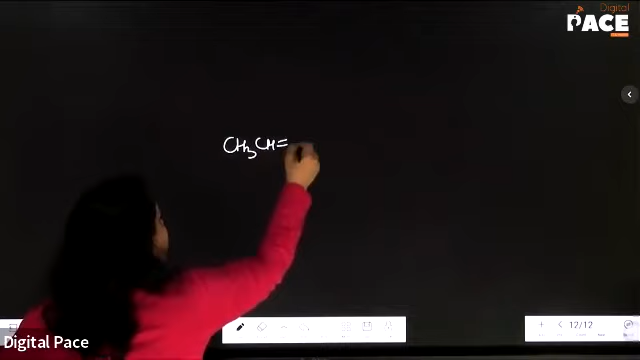 Digital
PACE
CH₃CH=
12/12
Digital Pace